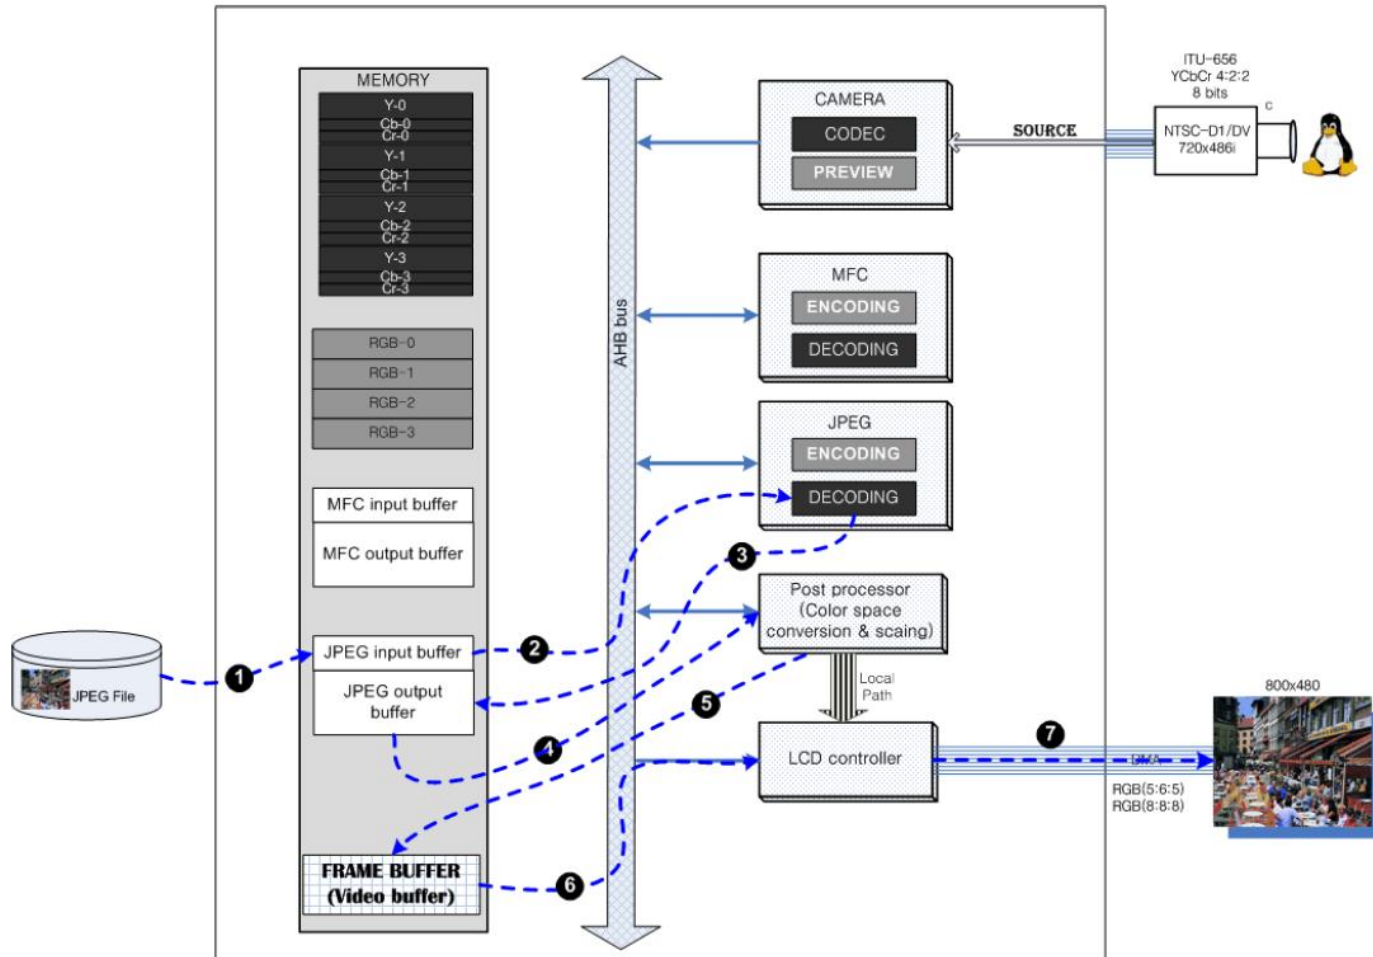 MEMORY
Y-0
Cb-0
Cr-0
Y-1
Cb-1
Cr-1
Y-2
Cb-2
Cr-2
Y-3
Cb-3
Cr-3
RGB-0
RGB-1
RGB-2
RGB-3
MFC input buffer
MFC output buffer
JPEG input buffer
JPEG output
buffer
FRAME BUFFER
(Video buffer)
JPEG File
1
2
3
4
5
6
7
AHB bus
CAMERA
CODEC
PREVIEW
MFC
ENCODING
DECODING
JPEG
ENCODING
DECODING
Post processor
(Color space
conversion & scaing)
Local
Path
LCD controller
SOURCE
ITU-656
YCbCr 4:2:2
8 bits
C
NTSC-D1/DV
720x486i
800x480
DMA
RGB(5:6:5)
RGB(8:8:8)